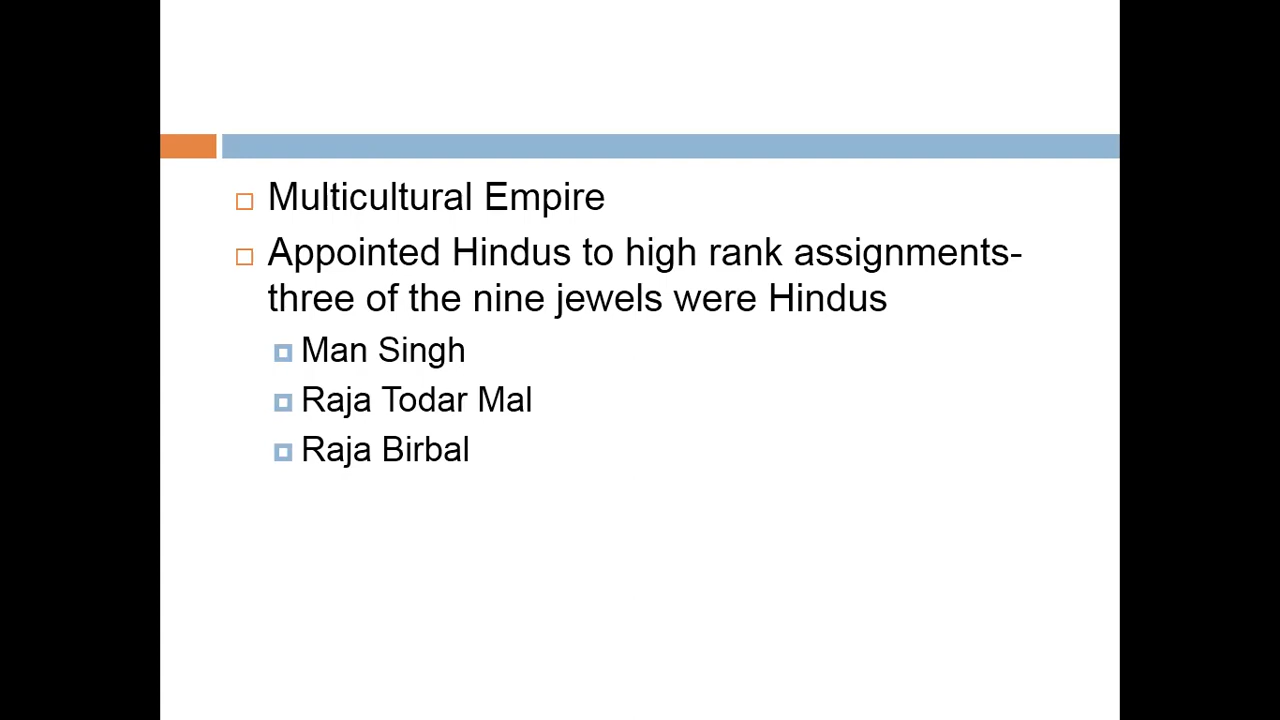 Multicultural Empire
Appointed Hindus to high rank assignments-
three of the nine jewels were Hindus
Man Singh
Raja Todar Mal
Raja Birbal